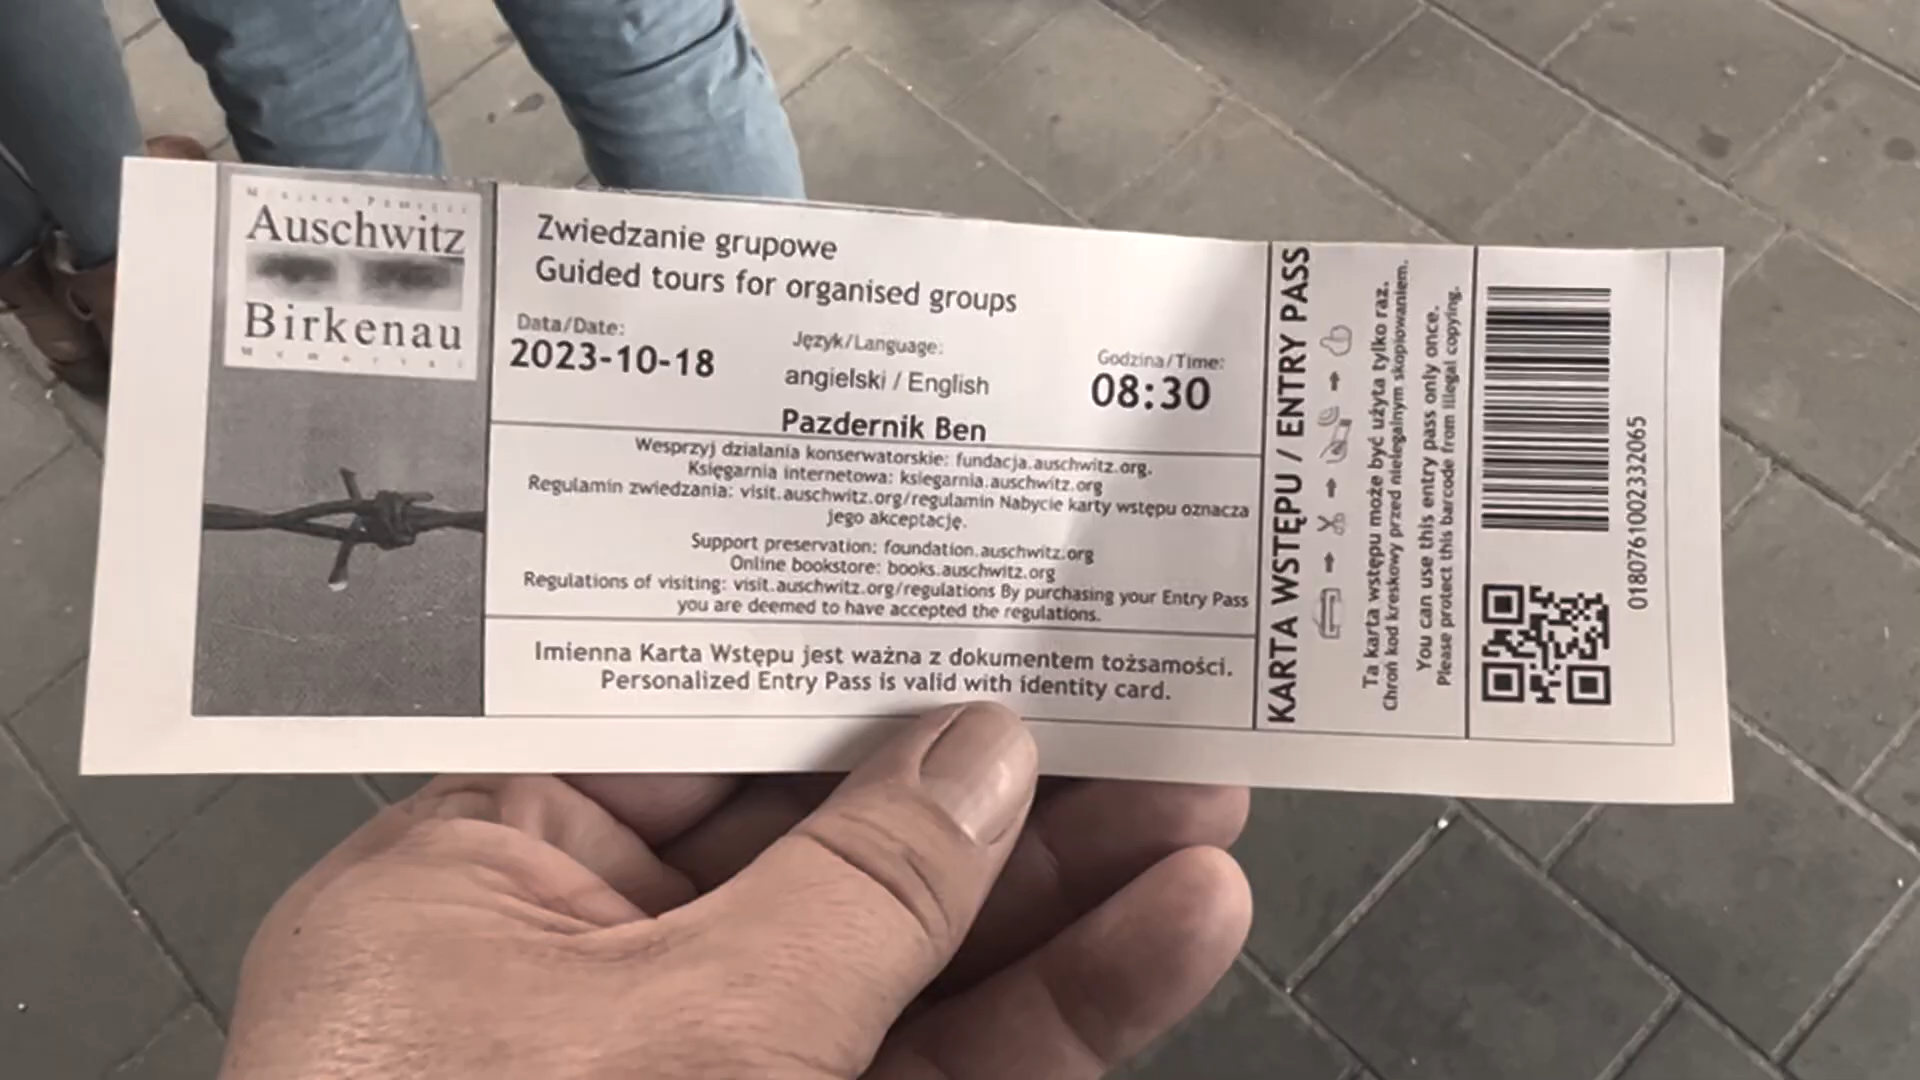 Miejsce Pamięci
Auschwitz
Birkenau
Memorial
Zwiedzanie grupowe
Guided tours for organised groups
Data/Date:
2023-10-18
Język/Language:
angielski / English
Godzina/Time:
08:30
Pazdernik Ben
Wesprzyj działania konserwatorskie: fundacja.auschwitz.org.
Księgarnia internetowa: ksiegarnia.auschwitz.org
Regulamin zwiedzania: visit.auschwitz.org/regulamin Nabycie karty wstępu oznacza
jego akceptację.
Support preservation: foundation.auschwitz.org
Online bookstore: books.auschwitz.org
Regulations of visiting: visit.auschwitz.org/regulations By purchasing your Entry Pass
you are deemed to have accepted the regulations.
Imienna Karta Wstępu jest ważna z dokumentem tożsamości.
Personalized Entry Pass is valid with identity card.
KARTA WSTĘPU / ENTRY PASS
Ta karta wstępu może być użyta tylko raz.
Chroń kod kreskowy przed nielegalnym skopiowaniem.
You can use this entry pass only once.
Please protect this barcode from illegal copying.
0180761002332065